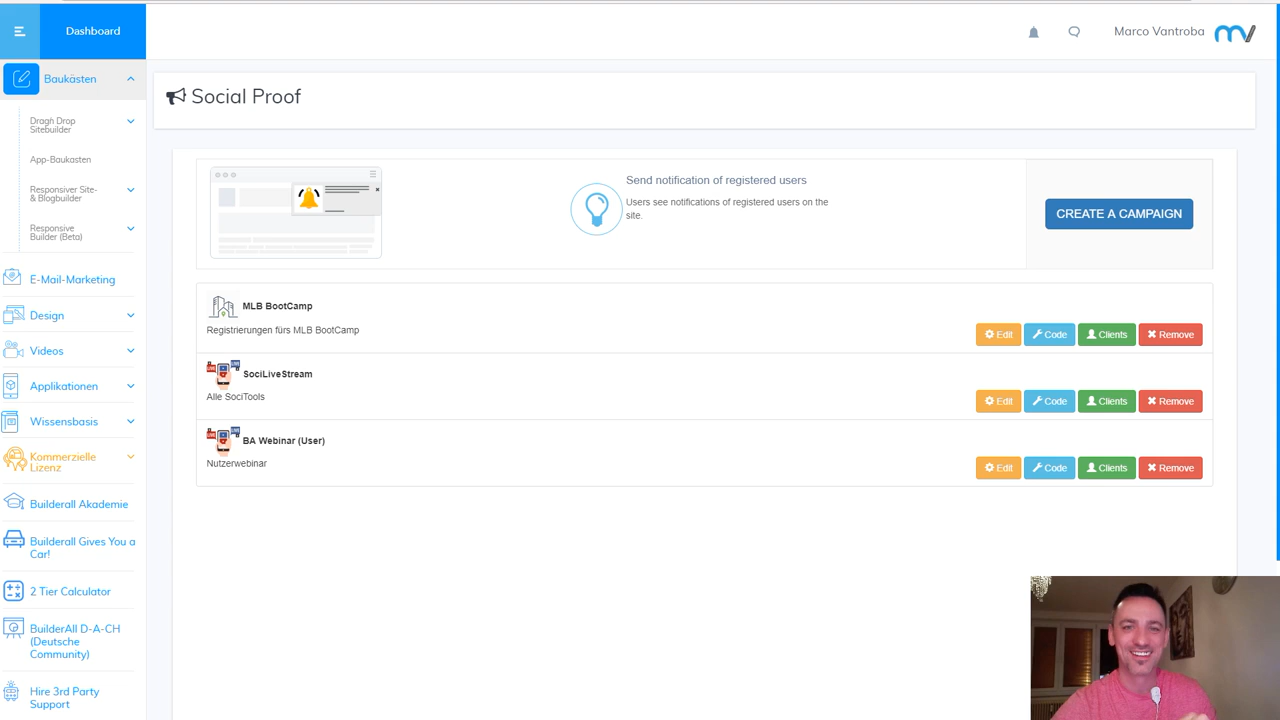 Dashboard
Marco Vantroba
Baukästen
Social Proof
Dragn Drop
Sitebuilder
App-Baukasten
Responsiver Site-
& Blogbuilder
Responsive
Builder (Beta)
E-Mail-Marketing
Design
Videos
Applikationen
Wissensbasis
Kommerzielle
Lizenz
Builderall Akademie
Builderall Gives You a
Car!
2 Tier Calculator
BuilderAll D-A-CH
(Deutsche
Community)
Hire 3rd Party
Support
Send notification of registered users
Users see notifications of registered users on the
site.
CREATE A CAMPAIGN
MLB BootCamp
Registrierungen fürs MLB BootCamp
Edit Code Clients Remove
SociLiveStream
Alle SociTools
Edit Code Clients Remove
BA Webinar (User)
Nutzerwebinar
Edit Code Clients Remove